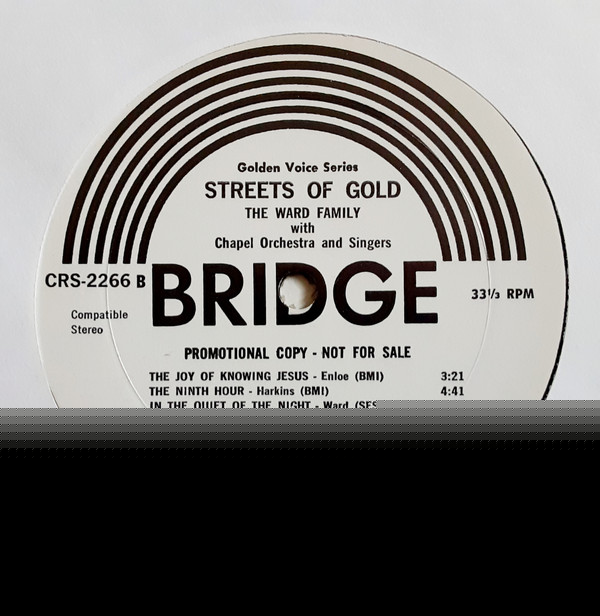 Golden Voice Series
STREETS OF GOLD
THE WARD FAMILY
with
Chapel Orchestra and Singers
CRS-2266 B
BRIDGE
33⅓ RPM
Compatible
Stereo
PROMOTIONAL COPY - NOT FOR SALE
THE JOY OF KNOWING JESUS - Enloe (BMI) 3:21
THE NINTH HOUR - Harkins (BMI) 4:41
IN THE QUIET OF THE NIGHT - Ward